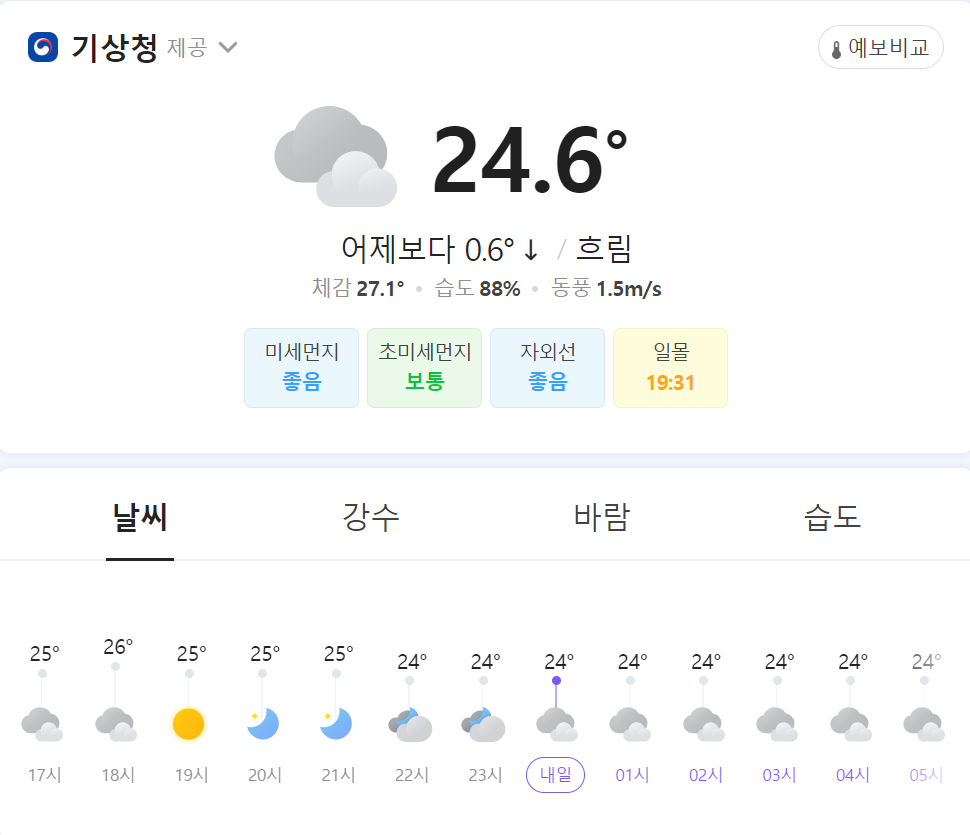 기상청 제공
예보비교
24.6°
어제보다 0.6° ↓ / 흐림
체감 27.1° • 습도 88% • 동풍 1.5m/s
미세먼지 초미세먼지 자외선 일몰
좋음 보통 좋음 19:31
날씨 강수 바람 습도
25° 26° 25° 25° 25° 24° 24° 24° 24° 24° 24° 24° 24°
17시 18시 19시 20시 21시 22시 23시 내일 01시 02시 03시 04시 05시